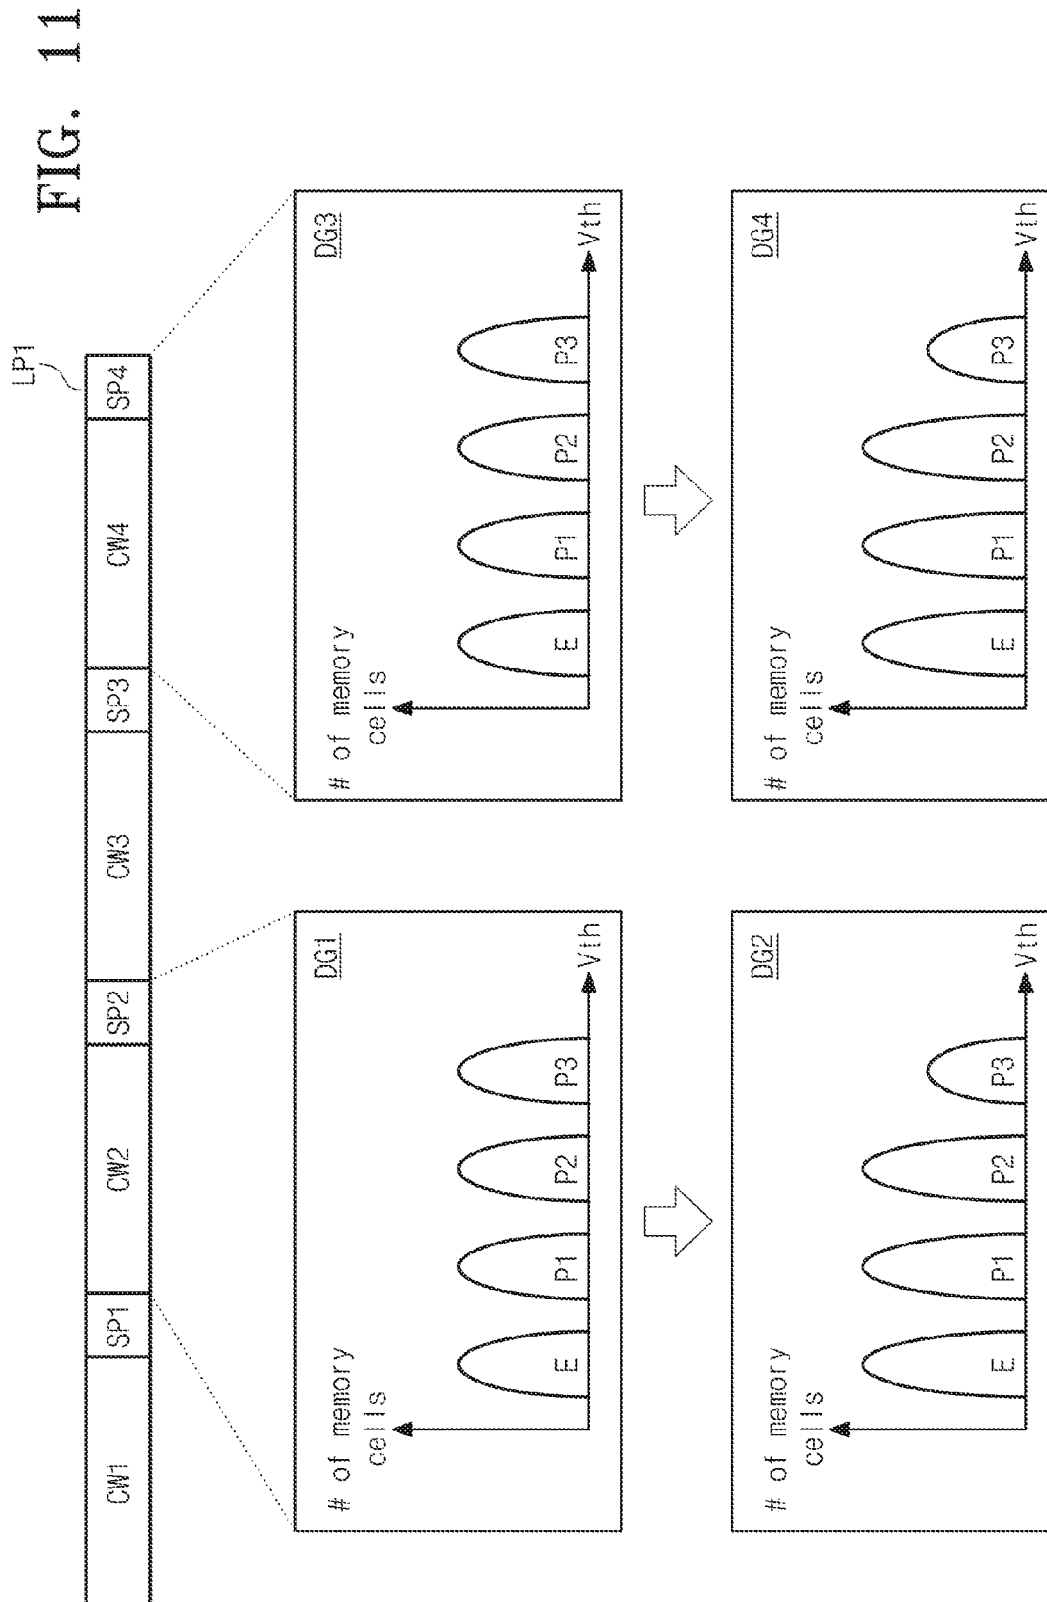 FIG. 11
LP1
CW1 SP1 CW2 SP2 CW3 SP3 CW4 SP4
# of memory
cells
DG1
E P1 P2 P3
Vth
# of memory
cells
DG3
E P1 P2 P3
Vth
# of memory
cells
DG2
E P1 P2 P3
Vth
# of memory
cells
DG4
E P1 P2 P3
Vth